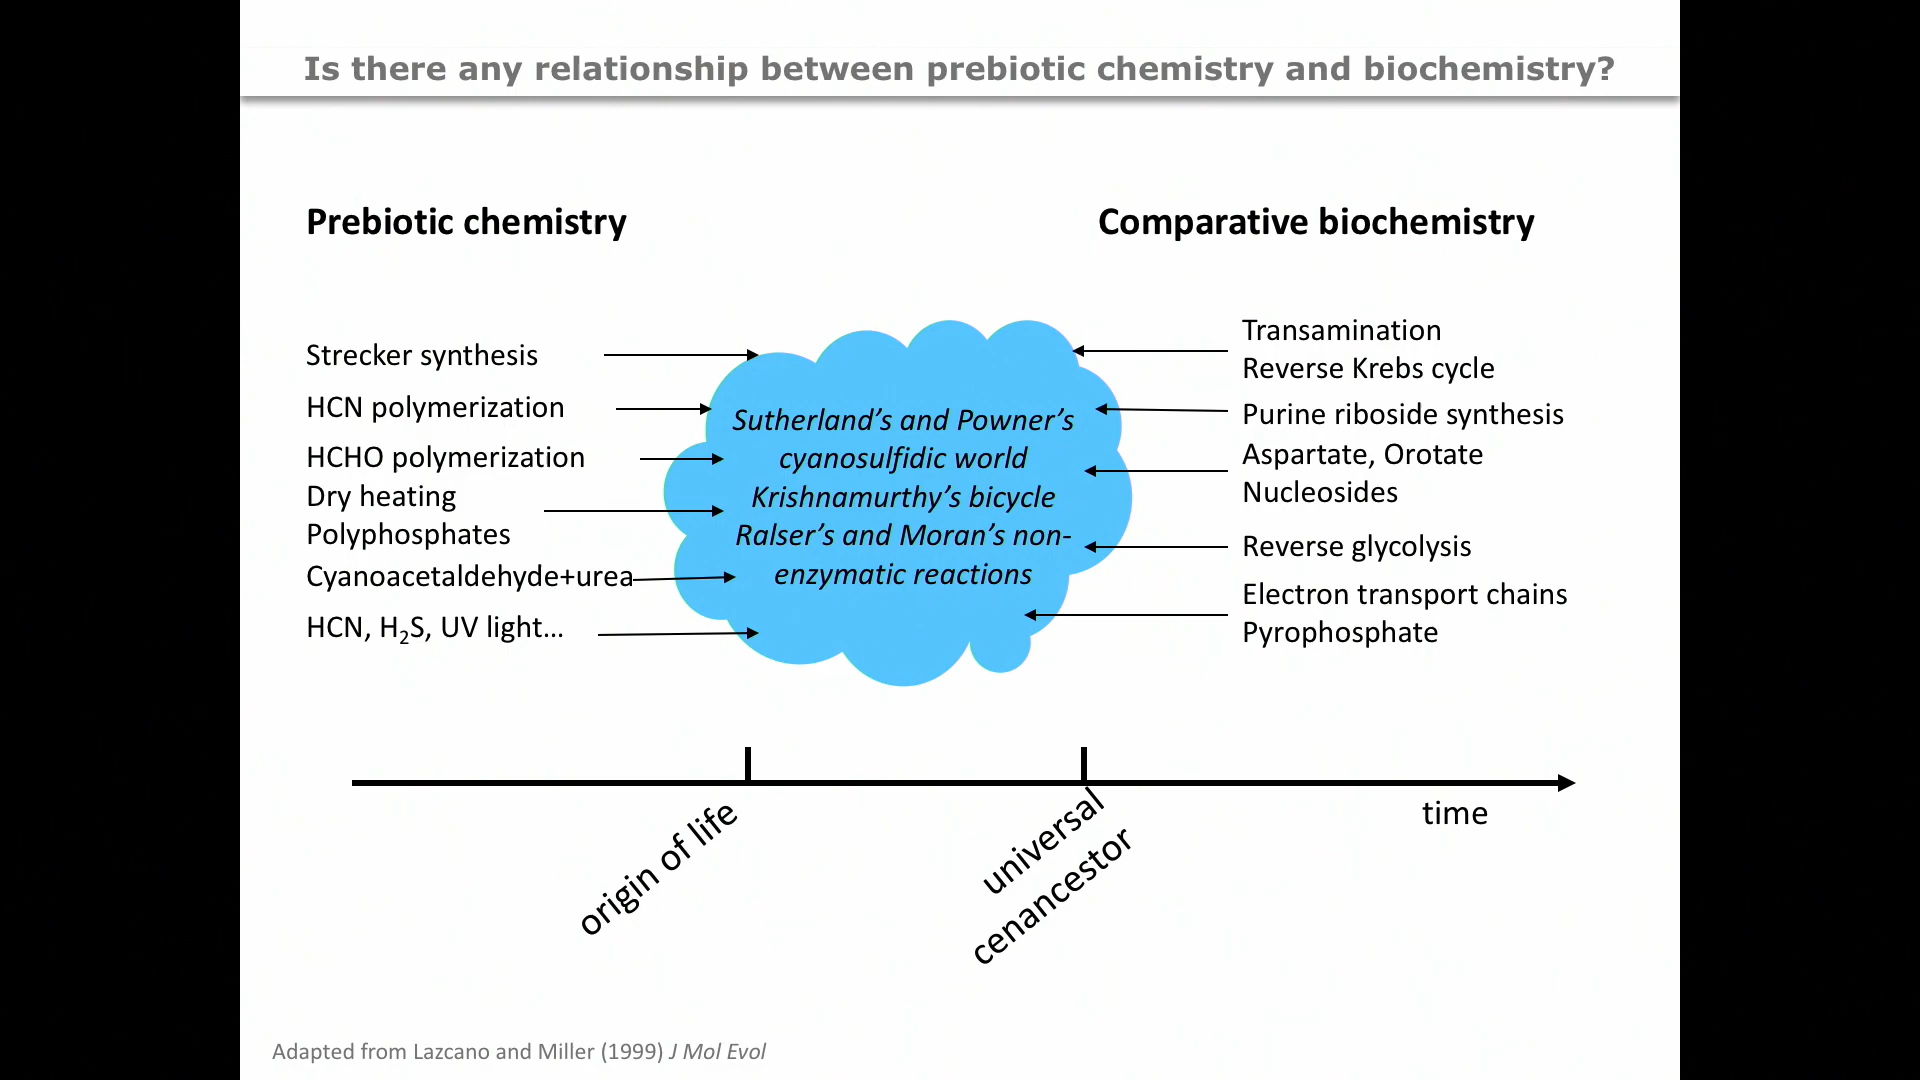 Is there any relationship between prebiotic chemistry and biochemistry?
Prebiotic chemistry
Comparative biochemistry
Strecker synthesis
HCN polymerization
HCHO polymerization
Dry heating
Polyphosphates
Cyanoacetaldehyde+urea
HCN, H₂S, UV light...
Sutherland's and Powner's
cyanosulfidic world
Krishnamurthy's bicycle
Ralser's and Moran's non-
enzymatic reactions
Transamination
Reverse Krebs cycle
Purine riboside synthesis
Aspartate, Orotate
Nucleosides
Reverse glycolysis
Electron transport chains
Pyrophosphate
origin of life
universal
cenancestor
time
Adapted from Lazcano and Miller (1999) J Mol Evol